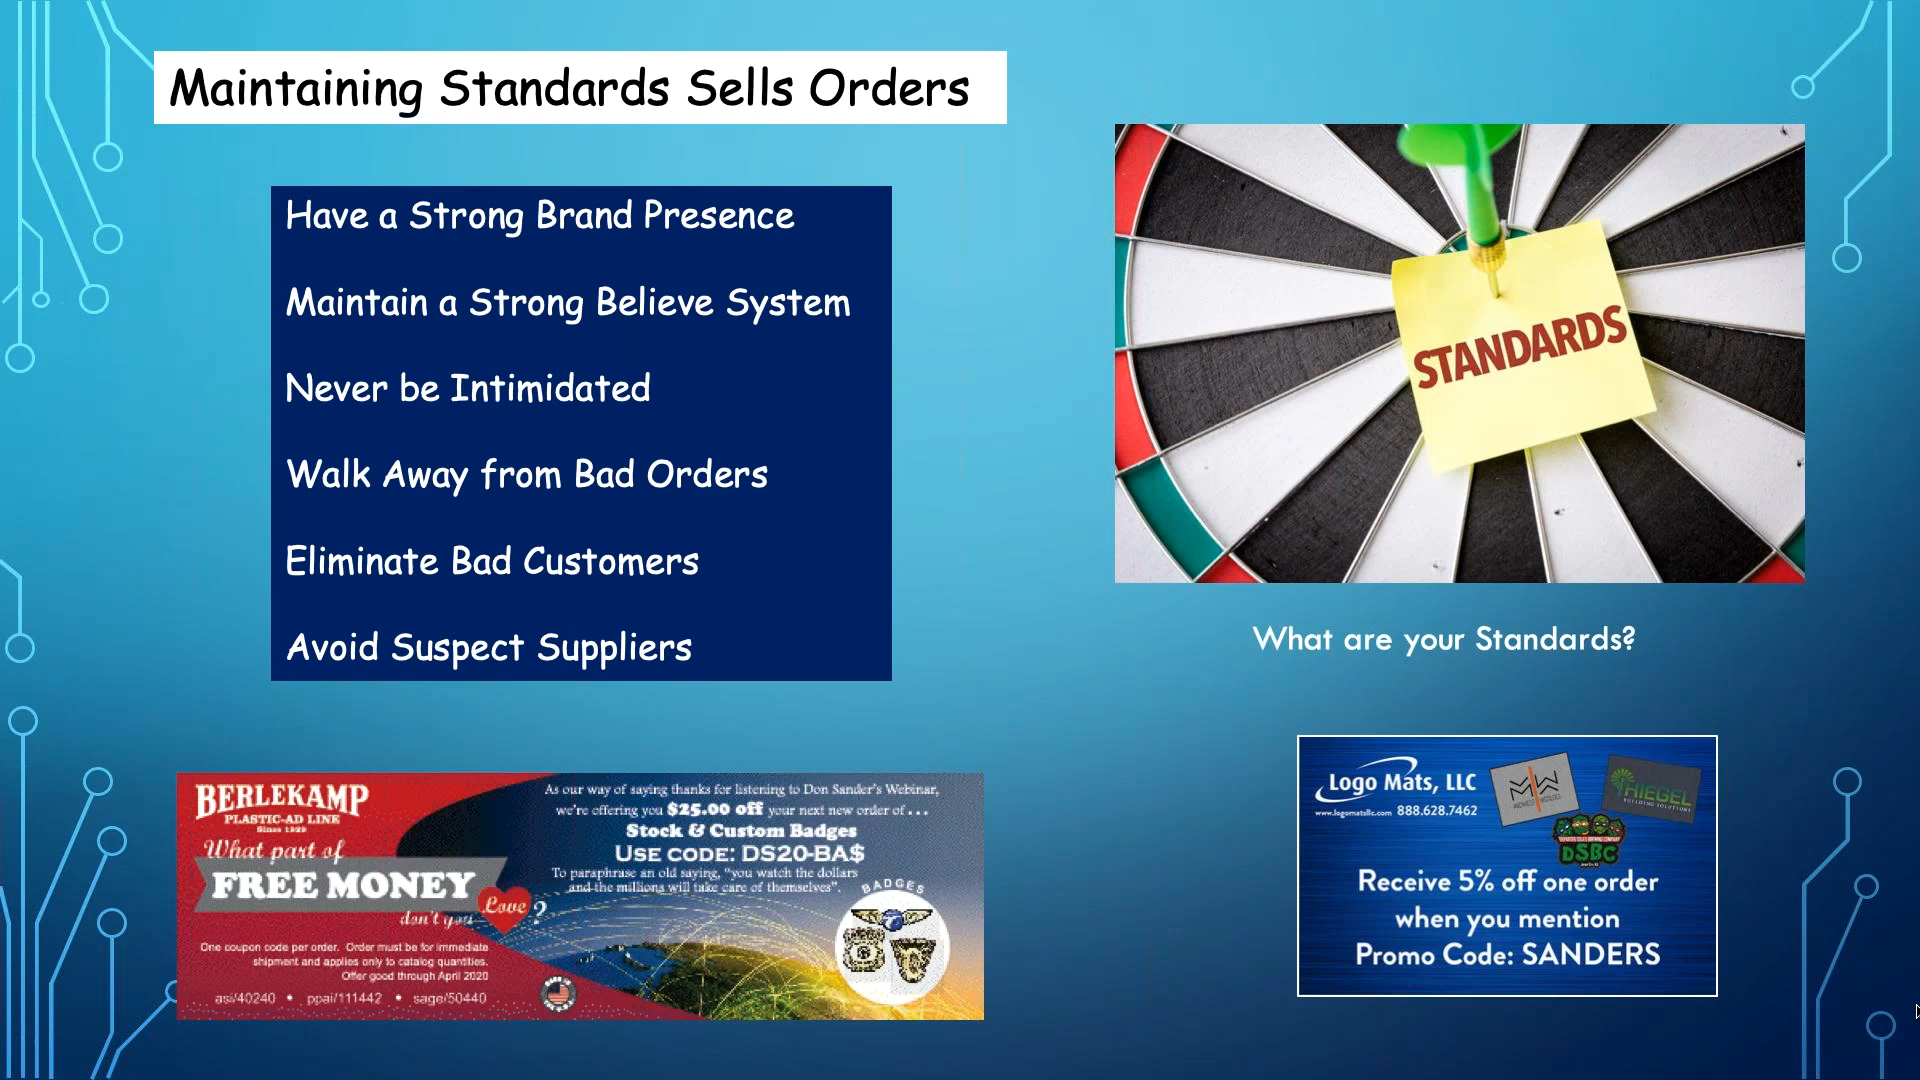 Maintaining Standards Sells Orders
Have a Strong Brand Presence
Maintain a Strong Believe System
Never be Intimidated
Walk Away from Bad Orders
Eliminate Bad Customers
Avoid Suspect Suppliers
STANDARDS
What are your Standards?
BERLEKAMP
PLASTIC-AD LINE
Since 1929
What part of
FREE MONEY
don't you Love?
One coupon code per order. Order must be for immediate
shipment and applies only to catalog quantities.
Offer good through April 2020
asi/40240 • ppai/111442 • sage/50440
As our way of saying thanks for listening to Don Sander's Webinar,
we're offering you $25.00 off your next new order of...
Stock & Custom Badges
USE CODE: DS20-BA$
To paraphrase an old saying, "you watch the dollars
and the millions will take care of themselves".
BADGES
Logo Mats, LLC
www.logomatsllc.com 888.628.7462
MW
HIEGEL
BUILDING SOLUTIONS
DSBC
Receive 5% off one order
when you mention
Promo Code: SANDERS